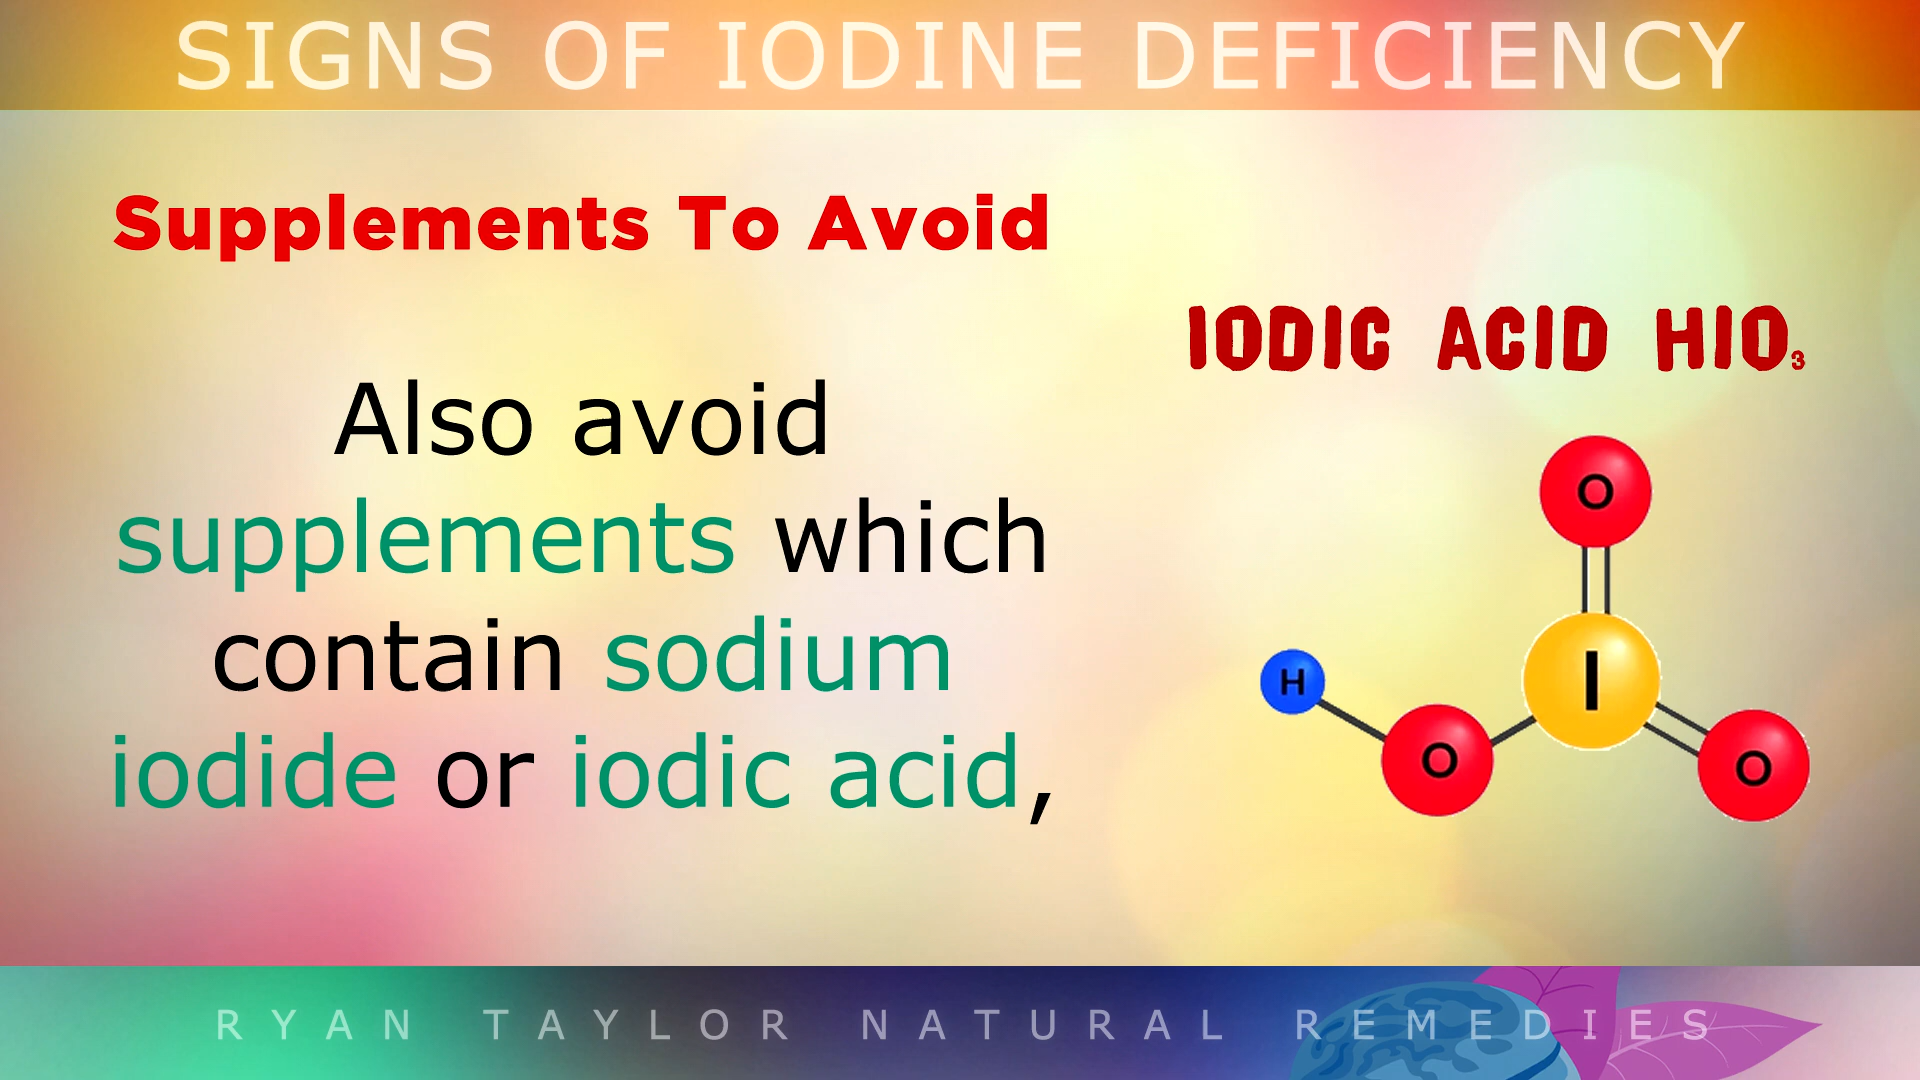 SIGNS OF IODINE DEFICIENCY
Supplements To Avoid
Also avoid
supplements which
contain sodium
iodide or iodic acid,
IODIC ACID HIO₃
O
I
H
O
O
RYAN TAYLOR NATURAL REMEDIES